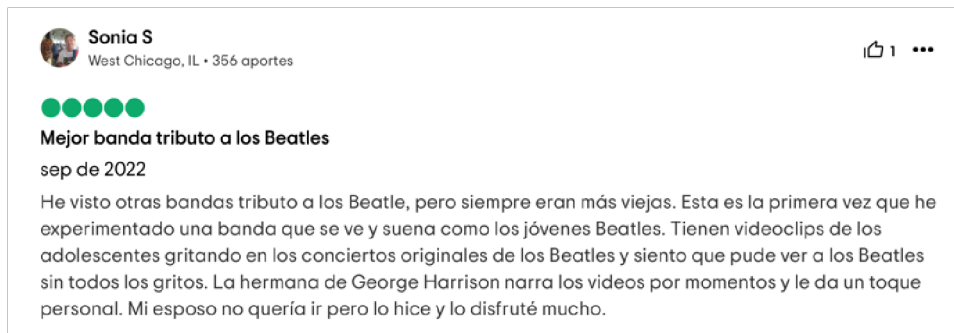 Sonia S
West Chicago, IL • 356 aportes
1
Mejor banda tributo a los Beatles
sep de 2022
He visto otras bandas tributo a los Beatle, pero siempre eran más viejas. Esta es la primera vez que he
experimentado una banda que se ve y suena como los jóvenes Beatles. Tienen videoclips de los
adolescentes gritando en los conciertos originales de los Beatles y siento que pude ver a los Beatles
sin todos los gritos. La hermana de George Harrison narra los videos por momentos y le da un toque
personal. Mi esposo no quería ir pero lo hice y lo disfruté mucho.